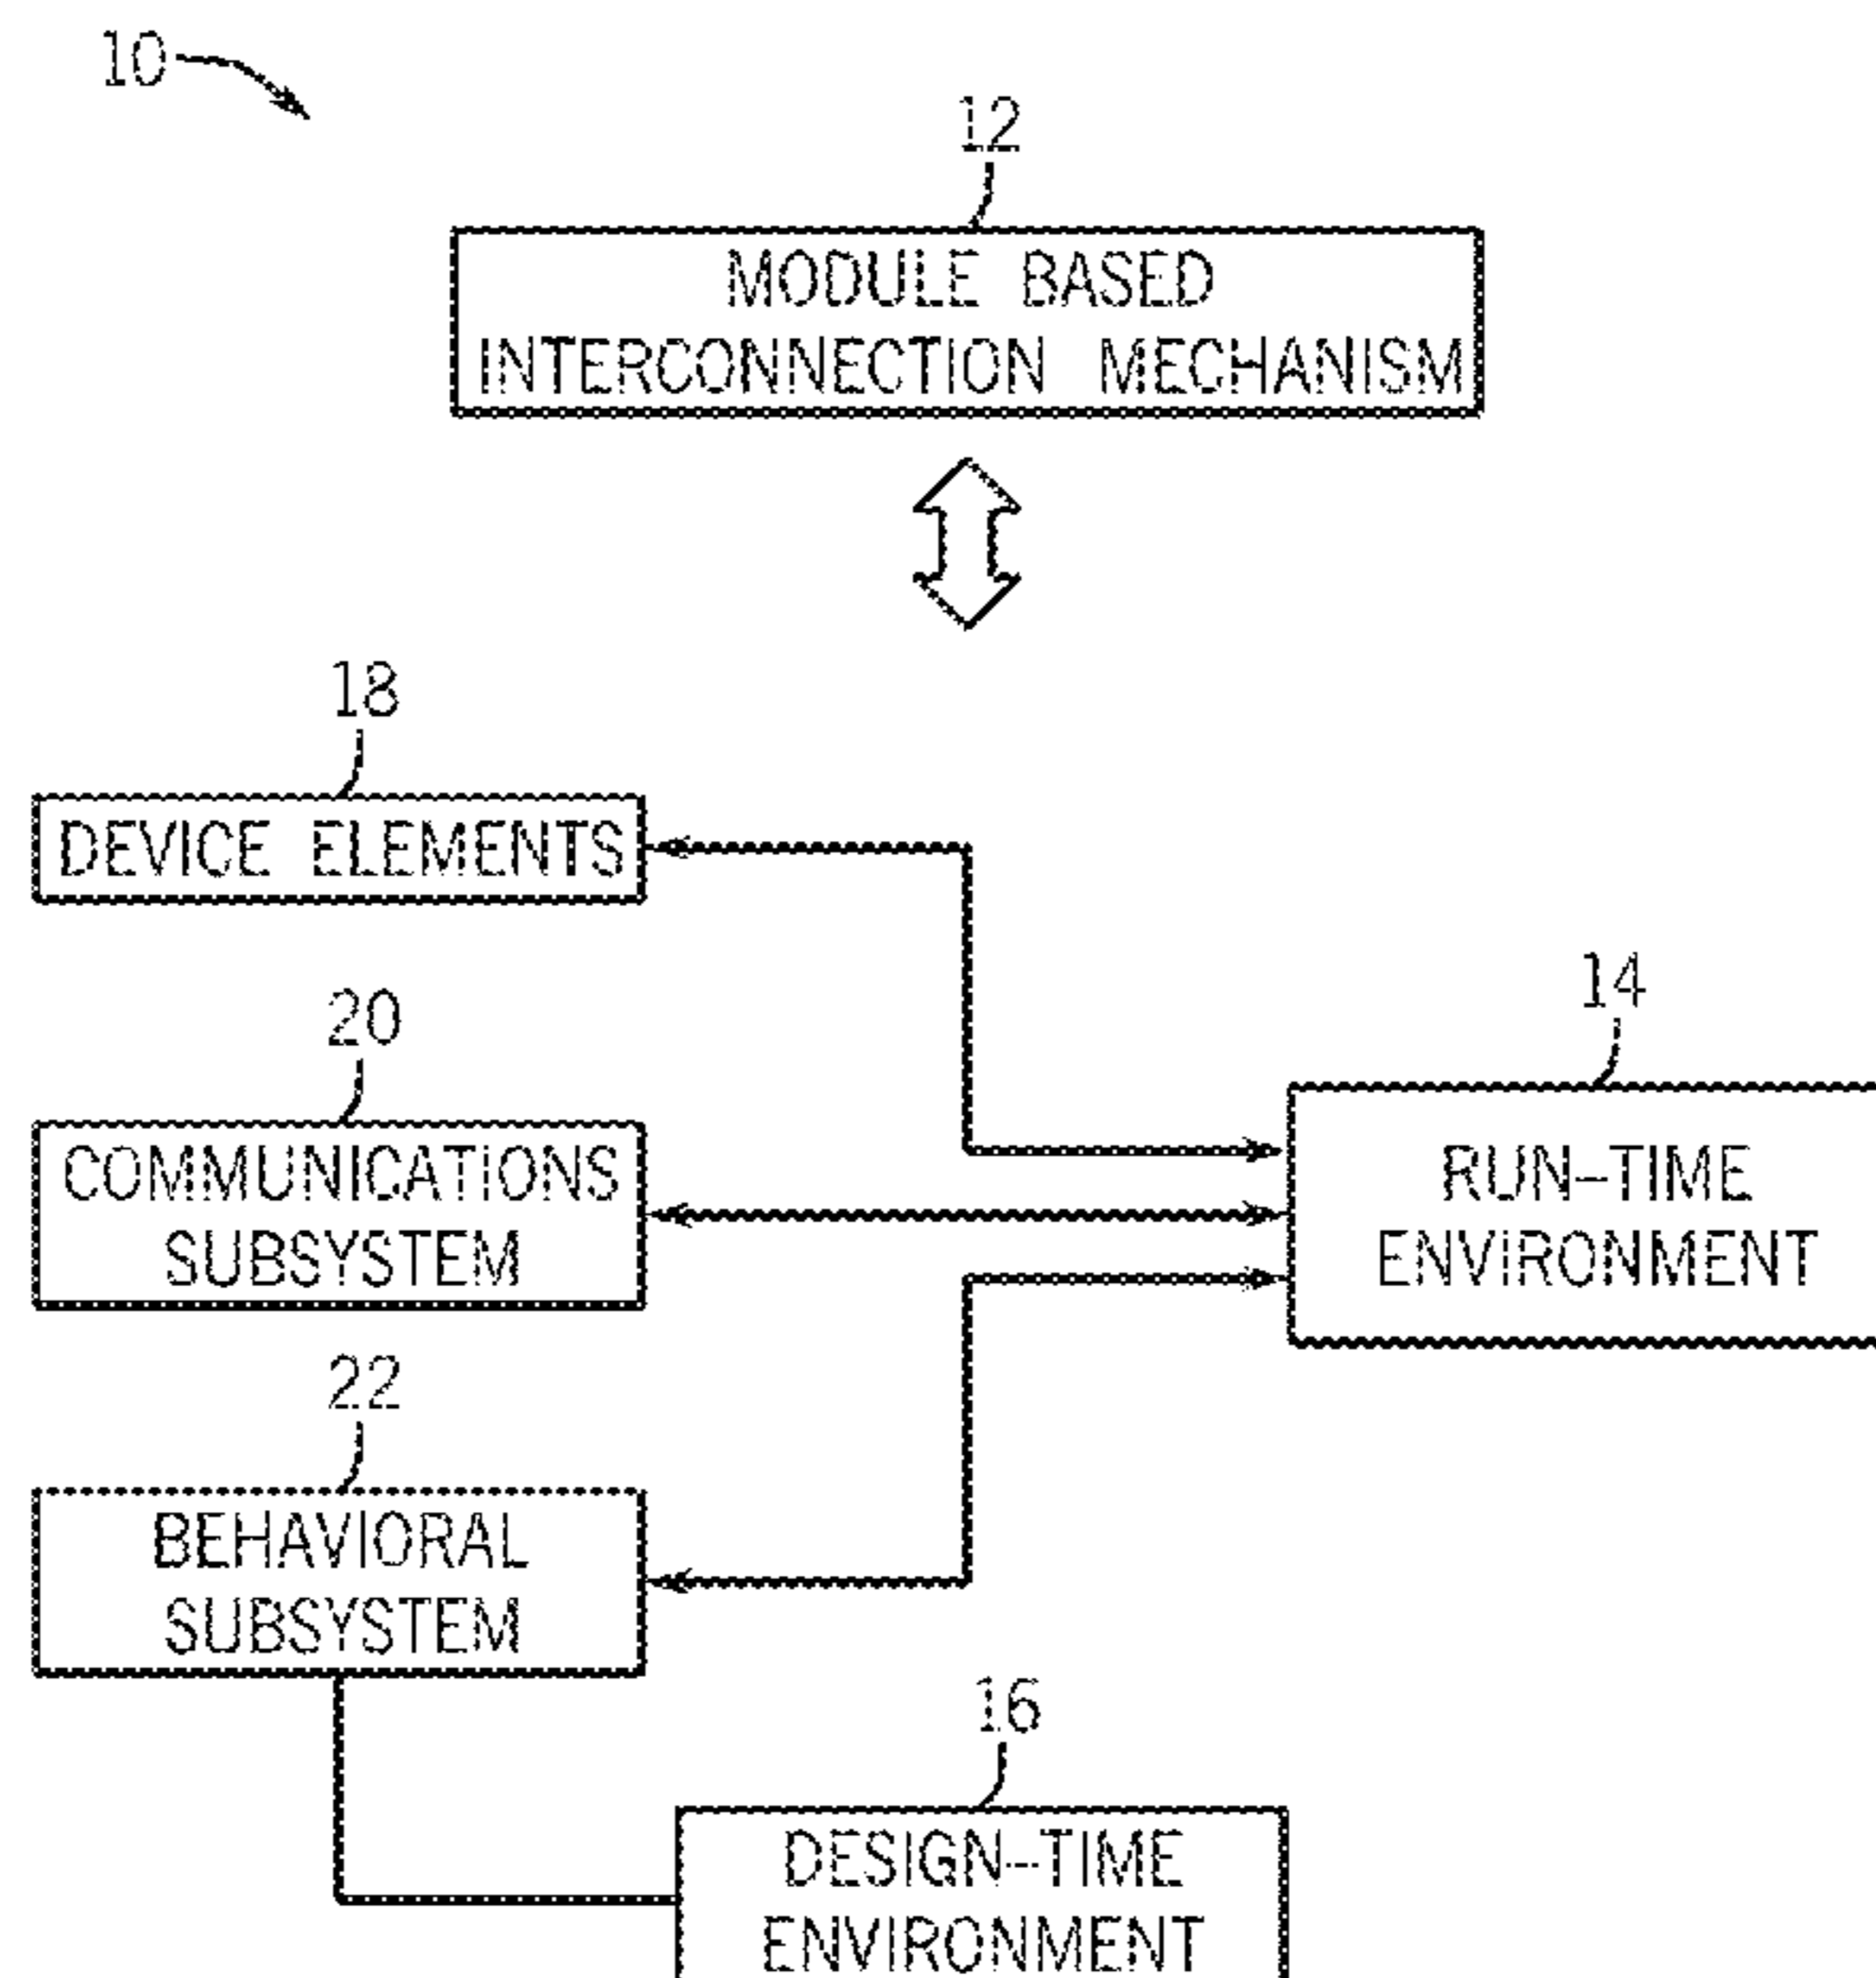 10
12
MODULE BASED
INTERCONNECTION MECHANISM
18
DEVICE ELEMENTS
20
COMMUNICATIONS
SUBSYSTEM
14
RUN-TIME
ENVIRONMENT
22
BEHAVIORAL
SUBSYSTEM
16
DESIGN-TIME
ENVIRONMENT